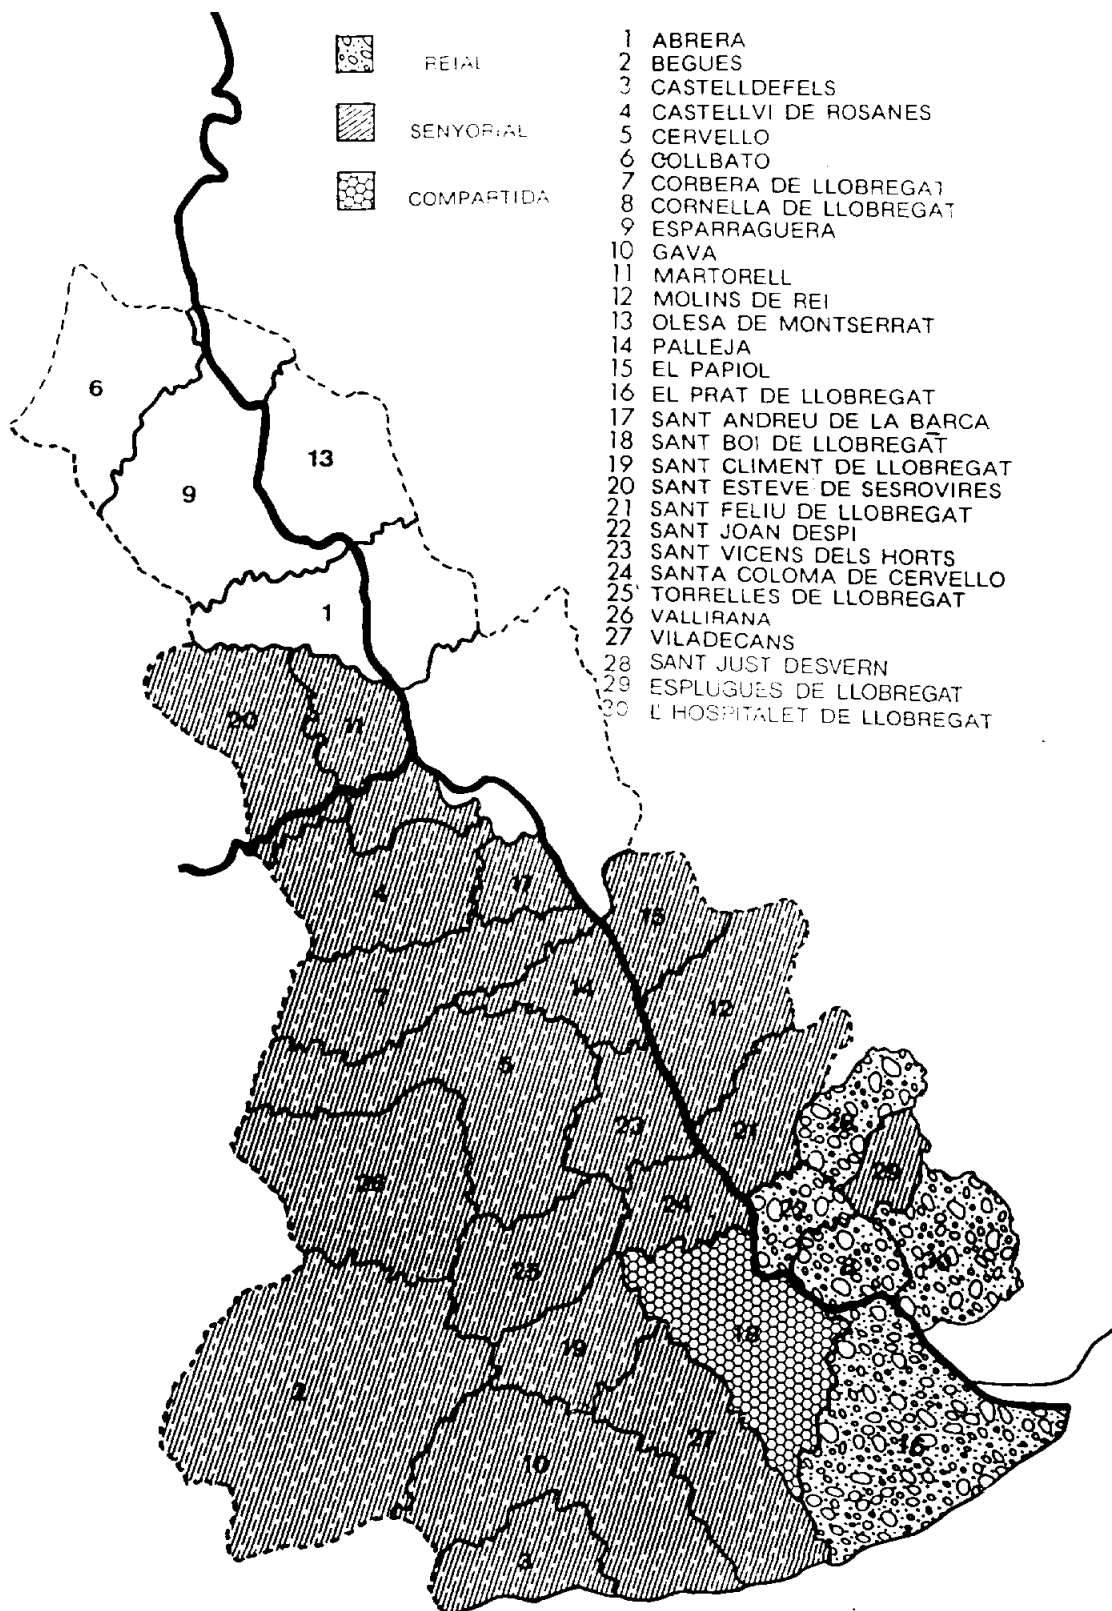 REIAL
SENYORIAL
COMPARTIDA
1 ABRERA
2 BEGUES
3 CASTELLDEFELS
4 CASTELLVI DE ROSANES
5 CERVELLO
6 COLLBATO
7 CORBERA DE LLOBREGAT
8 CORNELLA DE LLOBREGAT
9 ESPARRAGUERA
10 GAVA
11 MARTORELL
12 MOLINS DE REI
13 OLESA DE MONTSERRAT
14 PALLEJA
15 EL PAPIOL
16 EL PRAT DE LLOBREGAT
17 SANT ANDREU DE LA BARCA
18 SANT BOI DE LLOBREGAT
19 SANT CLIMENT DE LLOBREGAT
20 SANT ESTEVE DE SESROVIRES
21 SANT FELIU DE LLOBREGAT
22 SANT JOAN DESPI
23 SANT VICENS DELS HORTS
24 SANTA COLOMA DE CERVELLO
25 TORRELLES DE LLOBREGAT
26 VALLIRANA
27 VILADECANS
28 SANT JUST DESVERN
29 ESPLUGUES DE LLOBREGAT
30 L'HOSPITALET DE LLOBREGAT
6
13
9
1
20
11
4
17
15
7
14
12
5
28
23
21
29
26
22
24
8
30
25
18
19
2
27
16
10
3